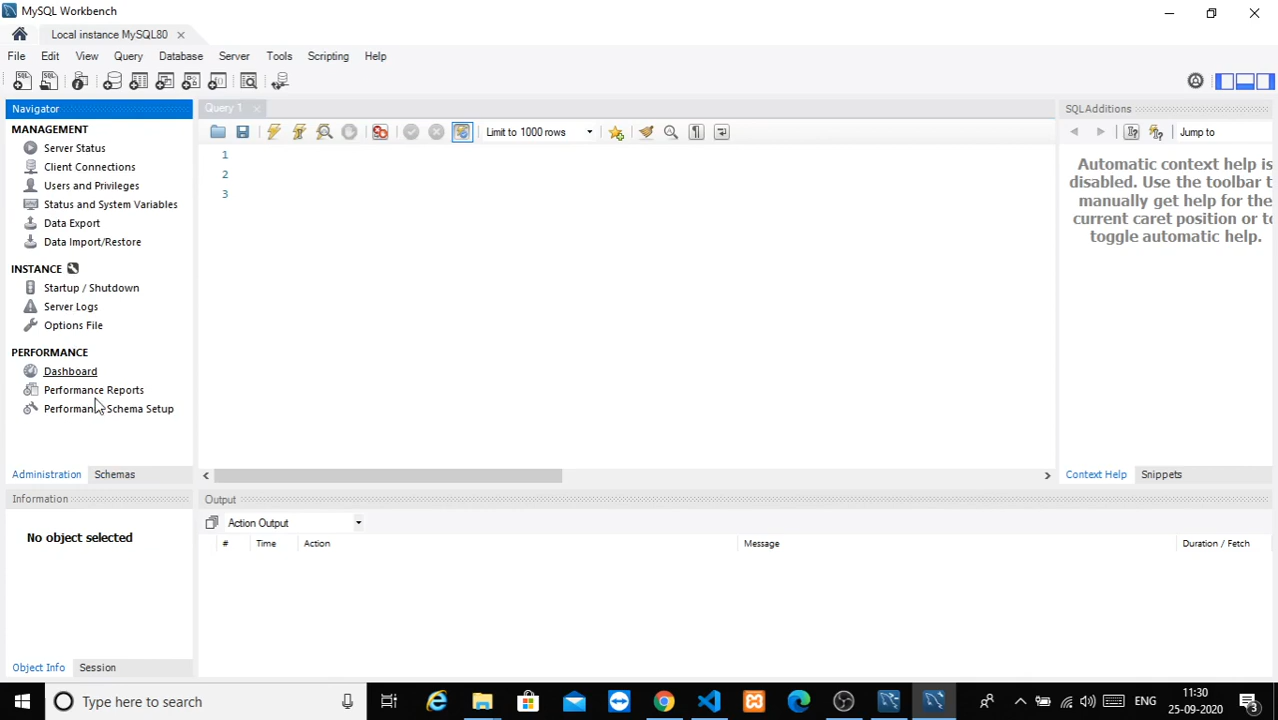 MySQL Workbench
Local instance MySQL80
File Edit View Query Database Server Tools Scripting Help
Navigator
MANAGEMENT
Server Status
Client Connections
Users and Privileges
Status and System Variables
Data Export
Data Import/Restore
INSTANCE
Startup / Shutdown
Server Logs
Options File
PERFORMANCE
Dashboard
Performance Reports
Performance Schema Setup
Administration Schemas
Information
No object selected
Object Info Session
Query 1
Limit to 1000 rows
1
2
3
Output
Action Output
# Time Action Message Duration / Fetch
SQLAdditions
Jump to
Automatic context help is
disabled. Use the toolbar t
manually get help for the
current caret position or to
toggle automatic help.
Context Help Snippets
Type here to search
ENG
11:30
25-09-2020
3